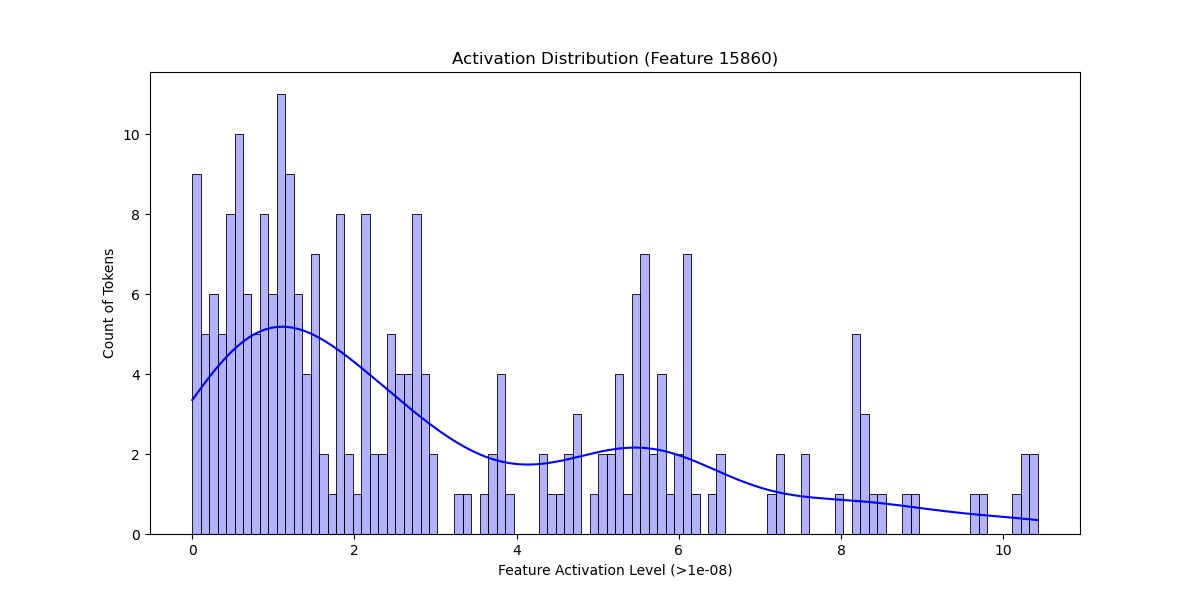 Activation Distribution (Feature 15860)
10
8
6
4
2
0
Count of Tokens
0 2 4 6 8 10
Feature Activation Level (>1e-08)